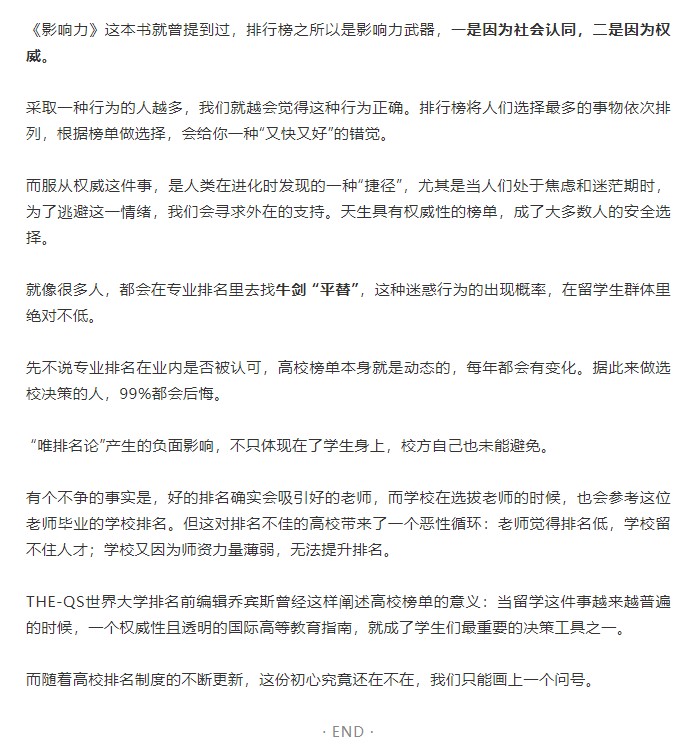 《影响力》这本书就曾提到过，排行榜之所以是影响力武器，一是因为社会认同，二是因为权
威。
采取一种行为的人越多，我们就越会觉得这种行为正确。排行榜将人们选择最多的事物依次排
列，根据榜单做选择，会给你一种“又快又好”的错觉。
而服从权威这件事，是人类在进化时发现的一种“捷径”，尤其是当人们处于焦虑和迷茫期时，
为了逃避这一情绪，我们会寻求外在的支持。天生具有权威性的榜单，成了大多数人的安全选
择。
就像很多人，都会在专业排名里去找牛剑“平替”，这种迷惑行为的出现概率，在留学生群体里
绝对不低。
先不说专业排名在业内是否被认可，高校榜单本身就是动态的，每年都会有变化。据此来做选
校决策的人，99%都会后悔。
“唯排名论”产生的负面影响，不只体现在了学生身上，校方自己也未能避免。
有个不争的事实是，好的排名确实会吸引好的老师，而学校在选拔老师的时候，也会参考这位
老师毕业的学校排名。但这对排名不佳的高校带来了一个恶性循环：老师觉得排名低，学校留
不住人才；学校又因为师资力量薄弱，无法提升排名。
THE-QS世界大学排名前编辑乔宾斯曾经这样阐述高校榜单的意义：当留学这件事越来越普遍
的时候，一个权威性且透明的国际高等教育指南，就成了学生们最重要的决策工具之一。
而随着高校排名制度的不断更新，这份初心究竟还在不在，我们只能画上一个问号。
· END ·